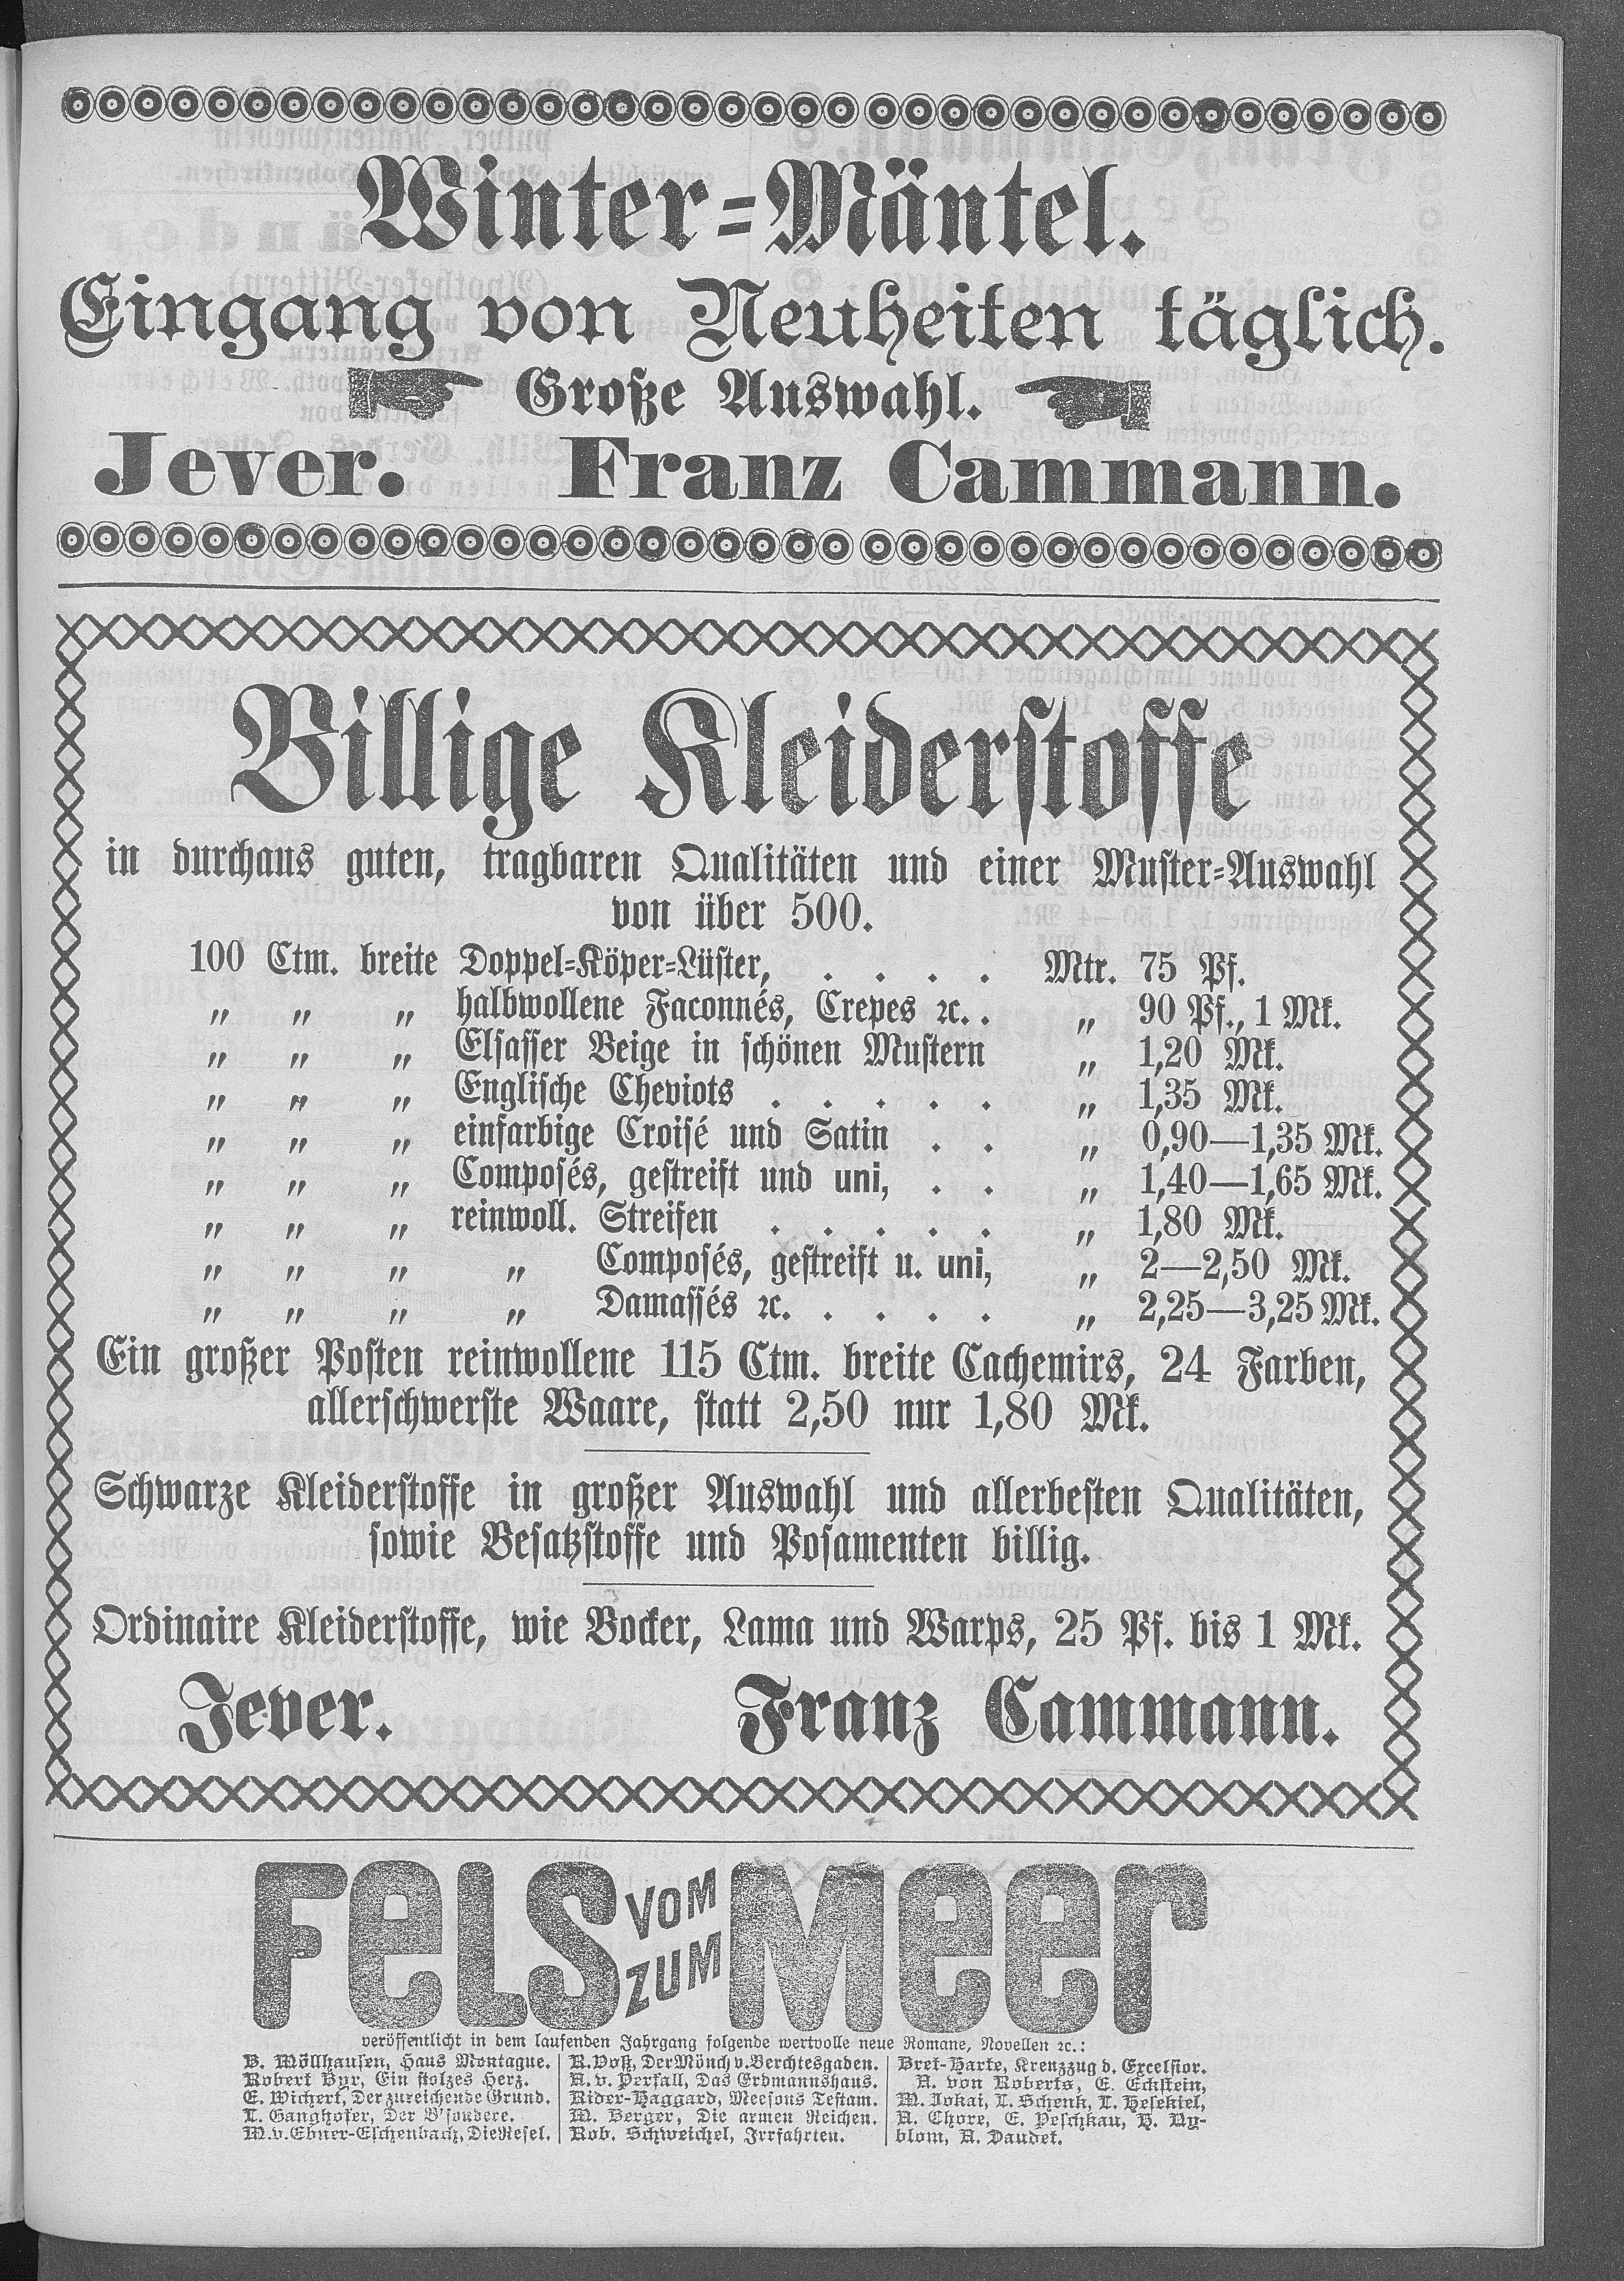 Winter-Mäntel.
Eingang von Neuheiten täglich.
Große Auswahl.
Jever. Franz Cammann.
Billige Kleiderstoffe
in durchaus guten, tragbaren Qualitäten und einer Muster-Auswahl
von über 500.
100 Ctm. breite Doppel-Köper-Lüster, . . . . Mtr. 75 Pf.
„ „ „ halbwollene Faconnés, Crepes ꝛc. . „ 90 Pf., 1 Mk.
„ „ „ Elsasser Beige in schönen Mustern „ 1,20 Mk.
„ „ „ Englische Cheviots . . . . . „ 1,35 Mk.
„ „ „ einfarbige Croisé und Satin . . „ 0,90—1,35 Mk.
„ „ „ Composés, gestreift und uni, . . „ 1,40—1,65 Mk.
„ „ „ reinwoll. Streifen . . . . . „ 1,80 Mk.
„ „ „ „ Composés, gestreift u. uni, „ 2—2,50 Mk.
„ „ „ „ Damassés ꝛc. . . . . „ 2,25—3,25 Mk.
Ein großer Posten reinwollene 115 Ctm. breite Cachemirs, 24 Farben,
allerschwerste Waare, statt 2,50 nur 1,80 Mk.
Schwarze Kleiderstoffe in großer Auswahl und allerbesten Qualitäten,
sowie Besatzstoffe und Posamenten billig.
Ordinaire Kleiderstoffe, wie Bocker, Lama und Warps, 25 Pf. bis 1 Mk.
Jever. Franz Cammann.
VOM FELS ZUM MEER
veröffentlicht in dem laufenden Jahrgang folgende wertvolle neue Romane, Novellen ꝛc.:
B. Möllhausen, Haus Montague.
Robert Byr, Ein stolzes Herz.
E. Wichert, Der zureichende Grund.
L. Ganghofer, Der B'sondere.
M. v. Ebner-Eschenbach, Die Resel.
R. Voß, Der Mönch v. Berchtesgaden.
A. v. Perfall, Das Erdmannshaus.
Rider-Haggard, Meesons Testam.
W. Berger, Die armen Reichen.
Rob. Schweichel, Irrfahrten.
Bret-Harte, Kreuzzug d. Excelsior.
A. von Roberts, E. Eckstein,
M. Jokai, L. Schenk, L. Hesekiel,
A. Chore, E. Peschkau, H. Ny-
blom, A. Daudet.